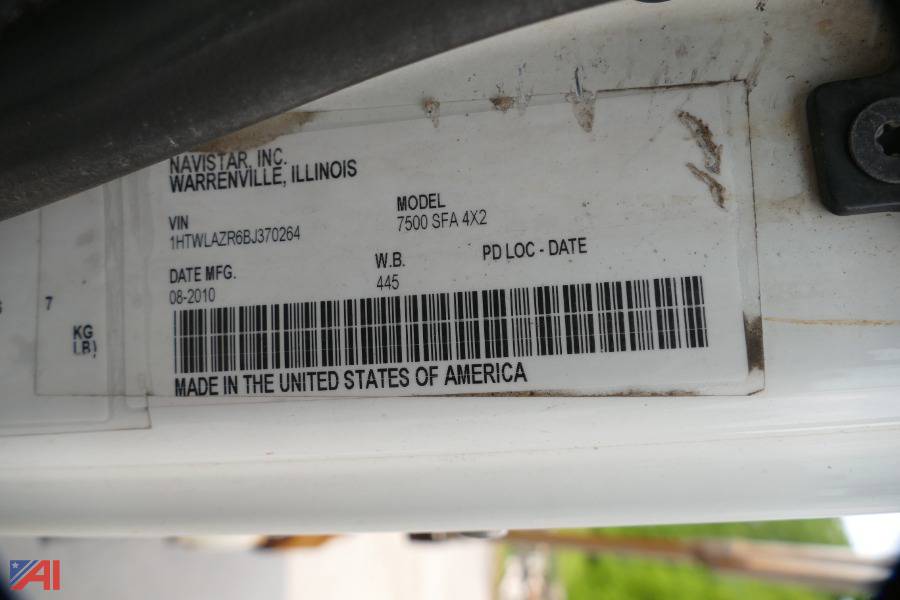 NAVISTAR, INC.
WARRENVILLE, ILLINOIS
VIN
1HTWLAZR6BJ370264
MODEL
7500 SFA 4X2
DATE MFG.
08-2010
W.B.
445
PD LOC - DATE
MADE IN THE UNITED STATES OF AMERICA
7
KG
LB)
AI